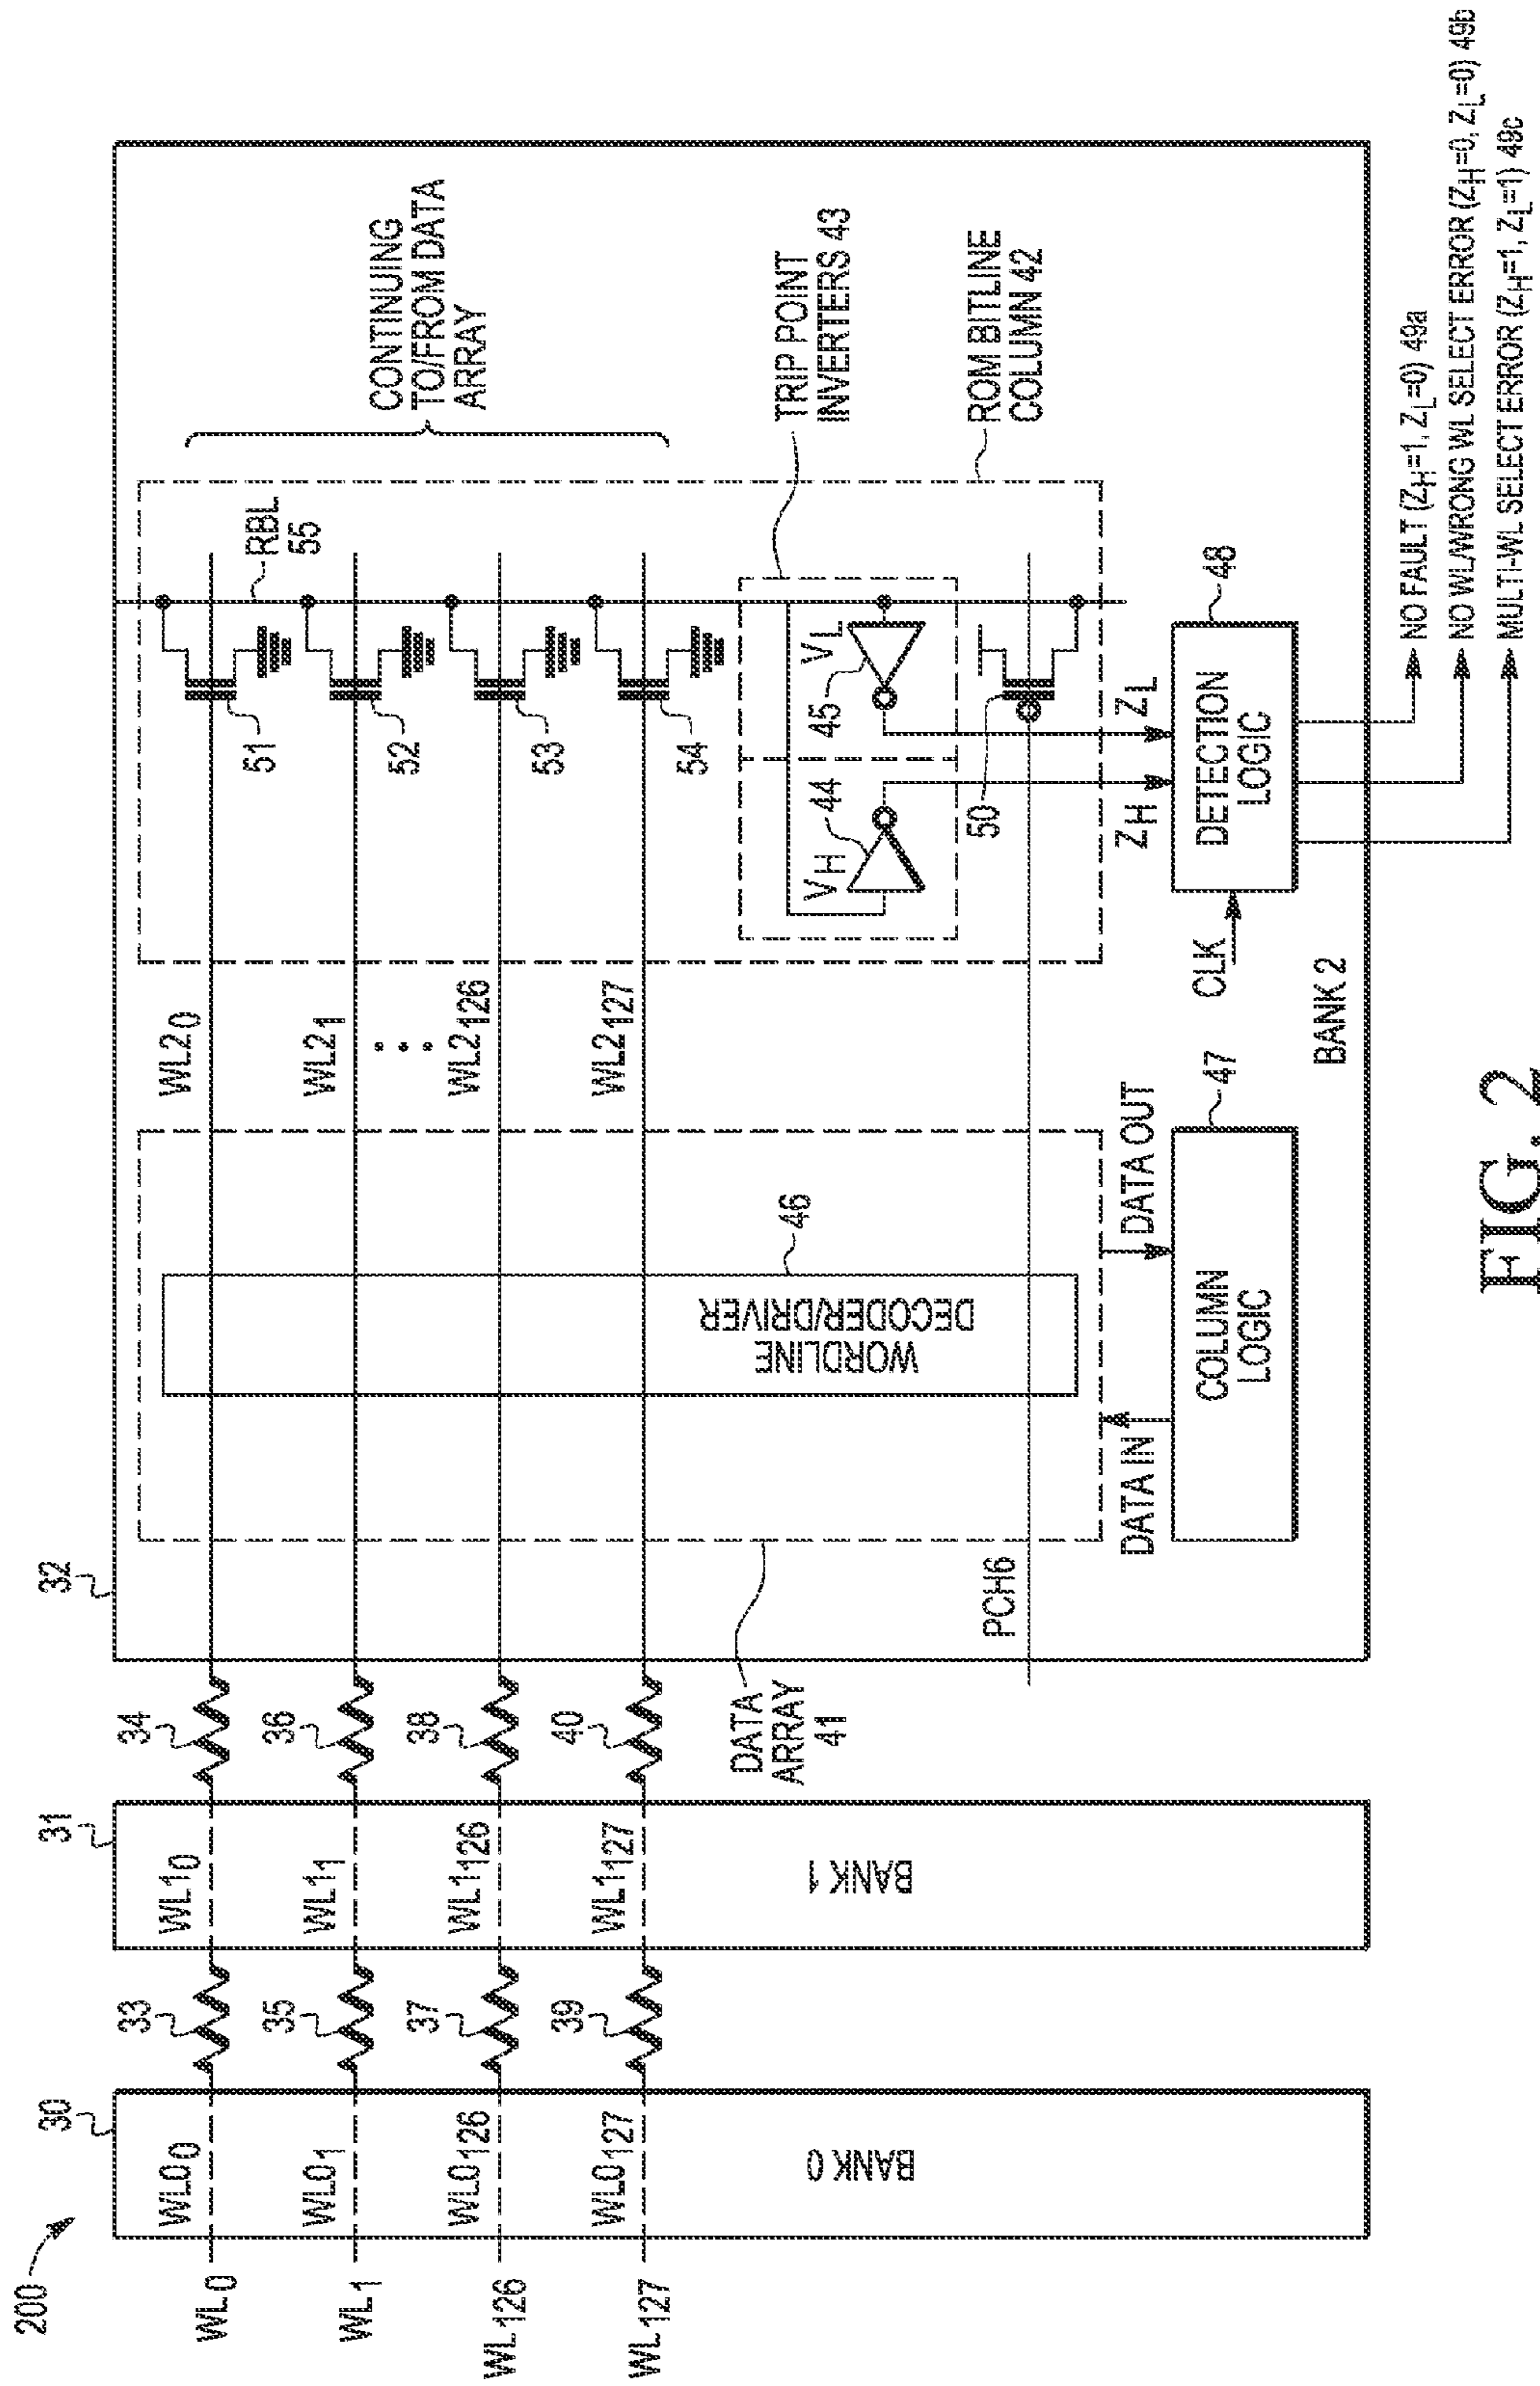 200
30
31
32
WL0
WL00
33
WL10
34
WL20
RBL
55
51
CONTINUING
TO/FROM DATA
ARRAY
WL1
WL01
35
WL11
36
WL21
52
WL126
WL0126
37
WL1126
38
WL2126
53
WL127
WL0127
39
WL1127
40
WL2127
54
BANK 0
BANK 1
DATA
ARRAY
41
WORDLINE
DECODER/DRIVER
46
VH
44
45
VL
TRIP POINT
INVERTERS 43
PCH6
50
ROM BITLINE
COLUMN 42
DATA IN
DATA OUT
ZH
ZL
COLUMN
LOGIC
47
CLK
DETECTION
LOGIC
48
BANK 2
NO FAULT (ZH=1, ZL=0) 49a
NO WL/WRONG WL SELECT ERROR (ZH=0, ZL=0) 49b
MULTI-WL SELECT ERROR (ZH=1, ZL=1) 49c
FIG. 2